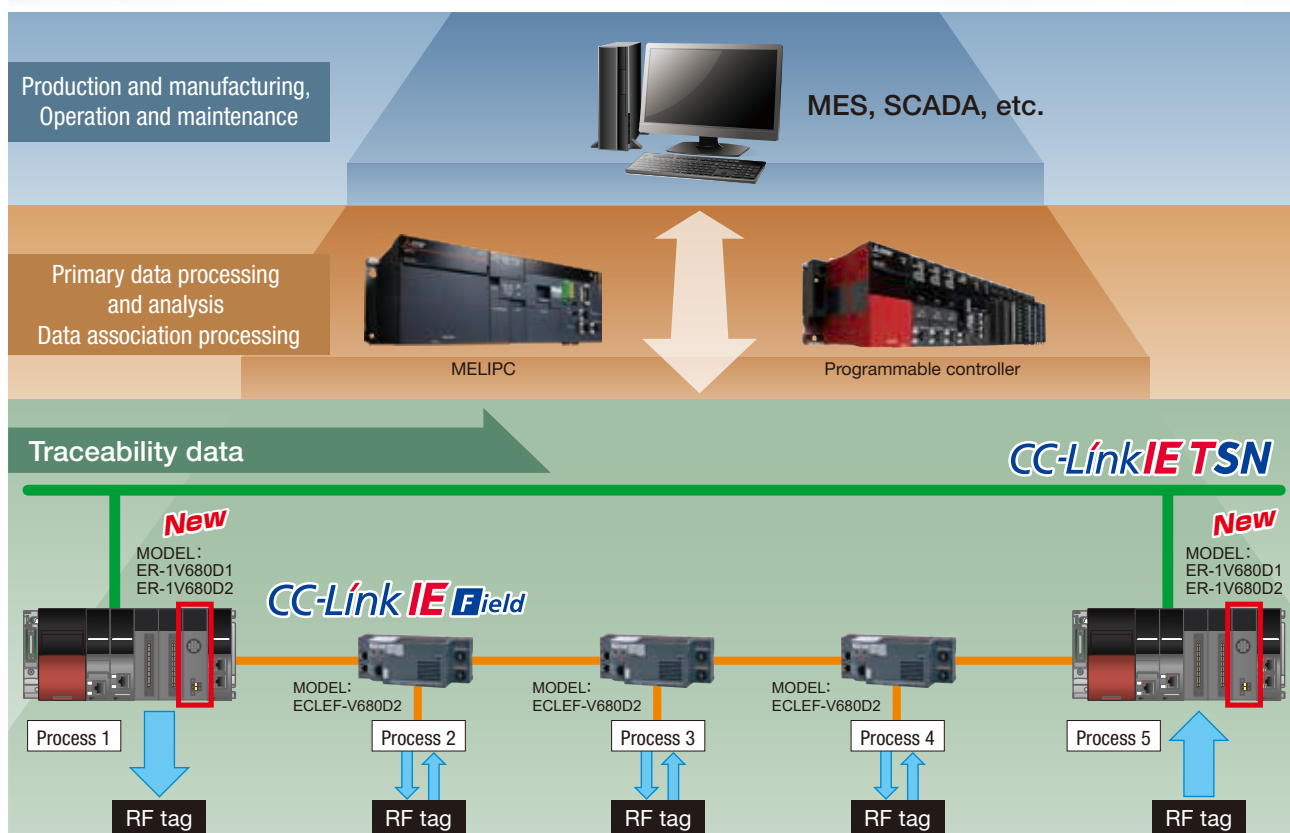 Production and manufacturing,
Operation and maintenance
MES, SCADA, etc.
Primary data processing
and analysis
Data association processing
MELIPC
Programmable controller
Traceability data
CC-Link IE TSN
New
MODEL:
ER-1V680D1
ER-1V680D2
New
MODEL:
ER-1V680D1
ER-1V680D2
CC-Link IE Field
MODEL:
ECLEF-V680D2
MODEL:
ECLEF-V680D2
MODEL:
ECLEF-V680D2
Process 1
Process 2
Process 3
Process 4
Process 5
RF tag
RF tag
RF tag
RF tag
RF tag